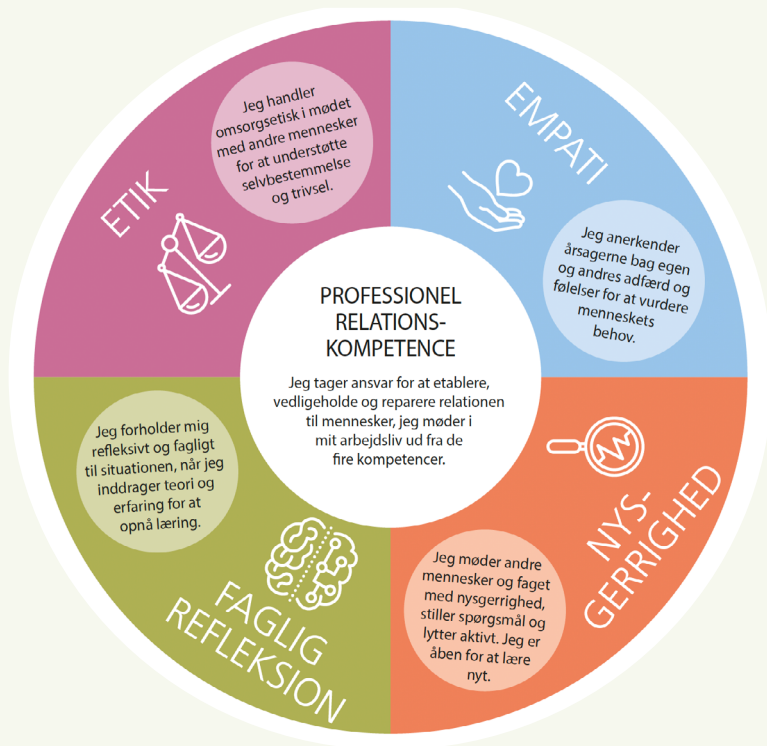 ETIK
Jeg handler
omsorgsetisk i mødet
med andre mennesker
for at understøtte
selvbestemmelse
og trivsel.
EMPATI
Jeg anerkender
årsagerne bag egen
og andres adfærd og
følelser for at vurdere
menneskets
behov.
PROFESSIONEL
RELATIONS-
KOMPETENCE
Jeg tager ansvar for at etablere,
vedligeholde og reparere relationen
til mennesker, jeg møder i
mit arbejdsliv ud fra de
fire kompetencer.
Jeg forholder mig
refleksivt og fagligt
til situationen, når jeg
inddrager teori og
erfaring for at
opnå læring.
FAGLIG
REFLEKSION
NYS-
GERRIGHED
Jeg møder andre
mennesker og faget
med nysgerrighed,
stiller spørgsmål og
lytter aktivt. Jeg er
åben for at lære
nyt.